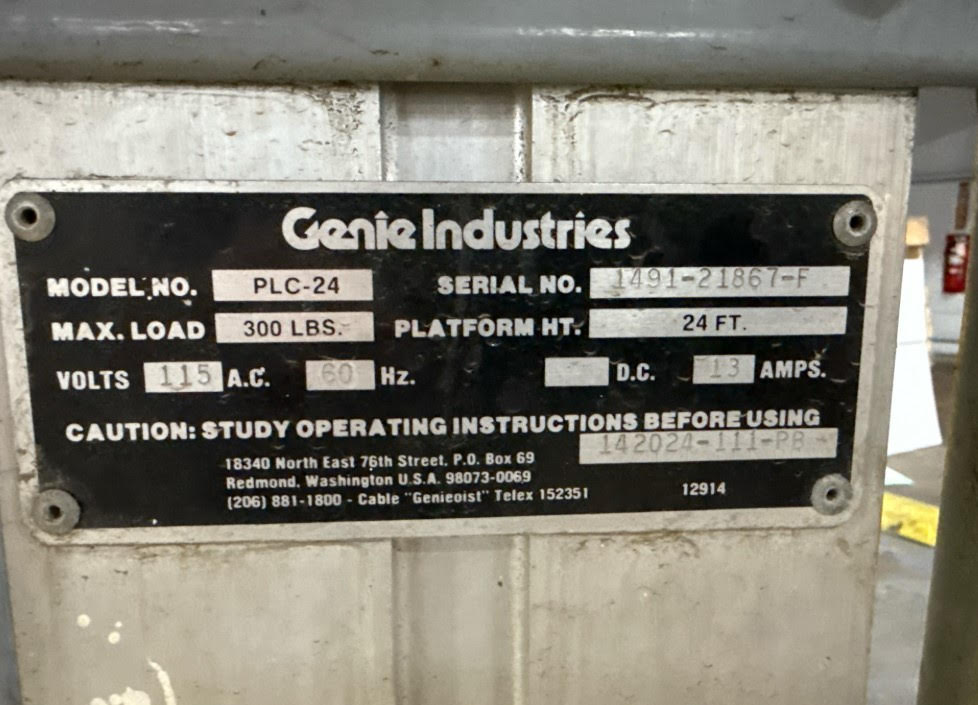 Genie Industries
MODEL NO. PLC-24 SERIAL NO. 1491-21867-F
MAX. LOAD 300 LBS. PLATFORM HT. 24 FT.
VOLTS 115 A.C. 60 Hz. D.C. 13 AMPS.
CAUTION: STUDY OPERATING INSTRUCTIONS BEFORE USING
142024-111-RB
18340 North East 76th Street, P.O. Box 69
Redmond, Washington U.S.A. 98073-0069
(206) 881-1800 - Cable "Genieoist" Telex 152351
12914